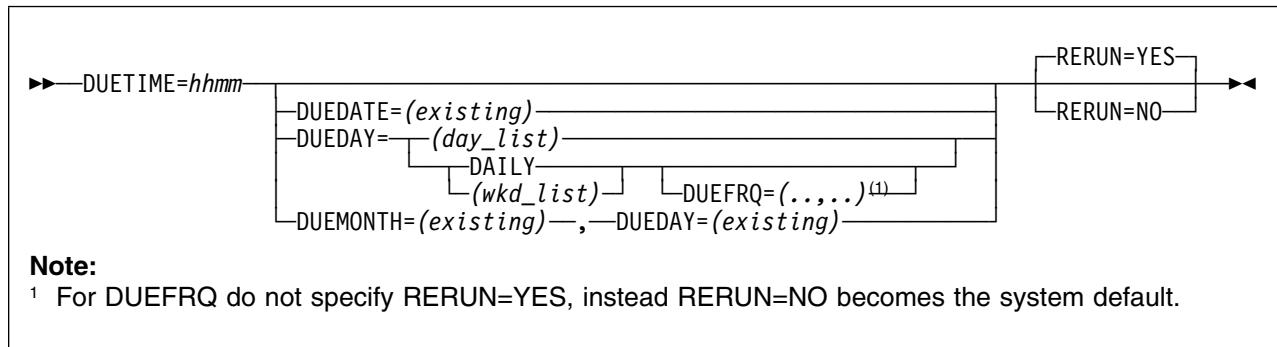 RERUN=YES
DUETIME=hhmm
DUEDATE=(existing) RERUN=NO
DUEDAY= (day_list)
DAILY
(wkd_list) DUEFRQ=(..,..)(1)
DUEMONTH=(existing) , DUEDAY=(existing)
Note:
1 For DUEFRQ do not specify RERUN=YES, instead RERUN=NO becomes the system default.